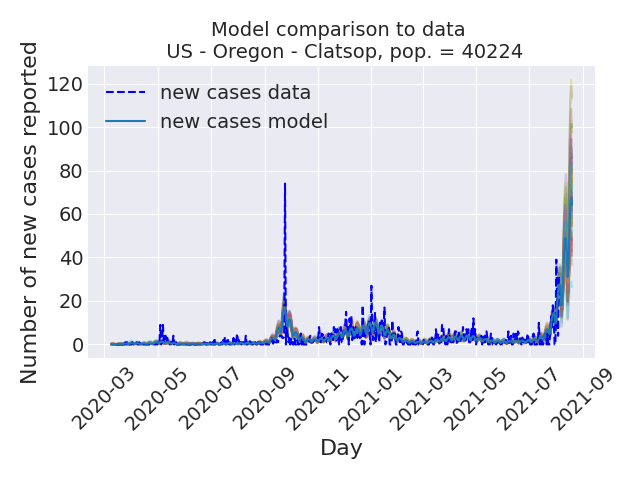 Model comparison to data
US - Oregon - Clatsop, pop. = 40224
Number of new cases reported
120
100
80
60
40
20
0
new cases data
new cases model
2020-03
2020-05
2020-07
2020-09
2020-11
2021-01
2021-03
2021-05
2021-07
2021-09
Day